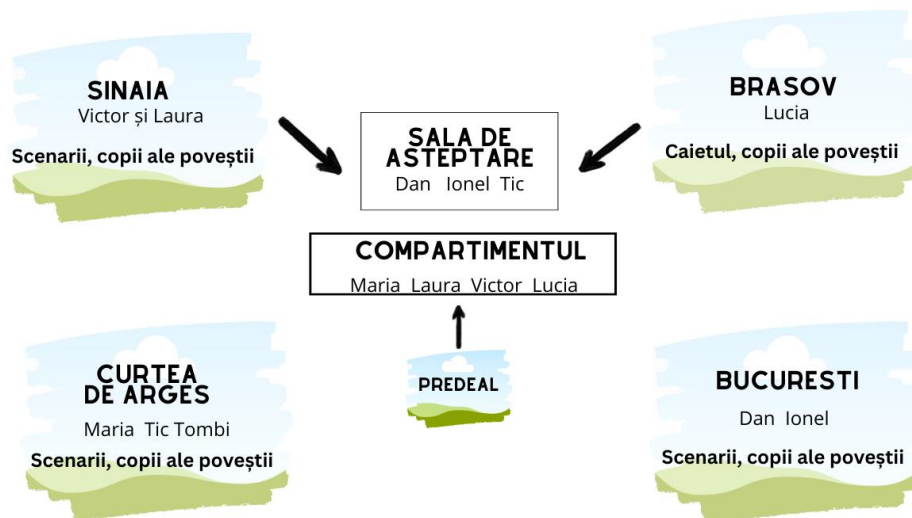 SINAIA
Victor și Laura
Scenarii, copii ale poveștii
BRASOV
Lucia
Caietul, copii ale poveștii
SALA DE
ASTEPTARE
Dan Ionel Tic
COMPARTIMENTUL
Maria Laura Victor Lucia
CURTEA
DE ARGES
Maria Tic Tombi
Scenarii, copii ale poveștii
PREDEAL
BUCURESTI
Dan Ionel
Scenarii, copii ale poveștii